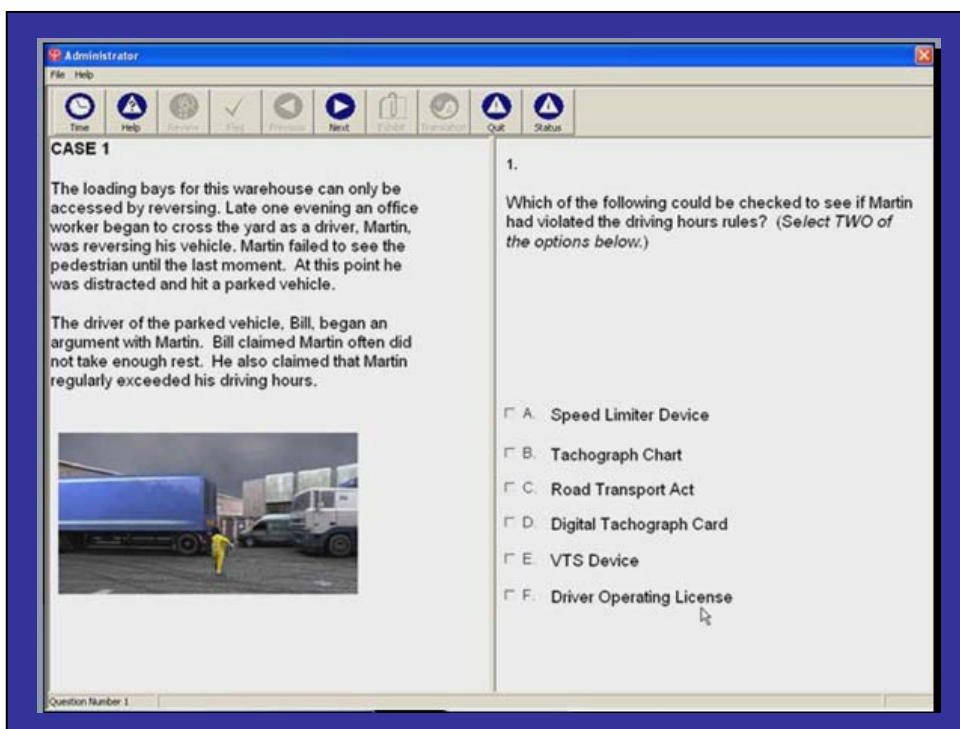 Administrator
File Help
Time Help Review Flag Previous Next Exhibit Translation Quit Status
CASE 1
The loading bays for this warehouse can only be
accessed by reversing. Late one evening an office
worker began to cross the yard as a driver, Martin,
was reversing his vehicle. Martin failed to see the
pedestrian until the last moment. At this point he
was distracted and hit a parked vehicle.
The driver of the parked vehicle, Bill, began an
argument with Martin. Bill claimed Martin often did
not take enough rest. He also claimed that Martin
regularly exceeded his driving hours.
1.
Which of the following could be checked to see if Martin
had violated the driving hours rules? (Select TWO of
the options below.)
A. Speed Limiter Device
B. Tachograph Chart
C. Road Transport Act
D. Digital Tachograph Card
E. VTS Device
F. Driver Operating License
Question Number 1